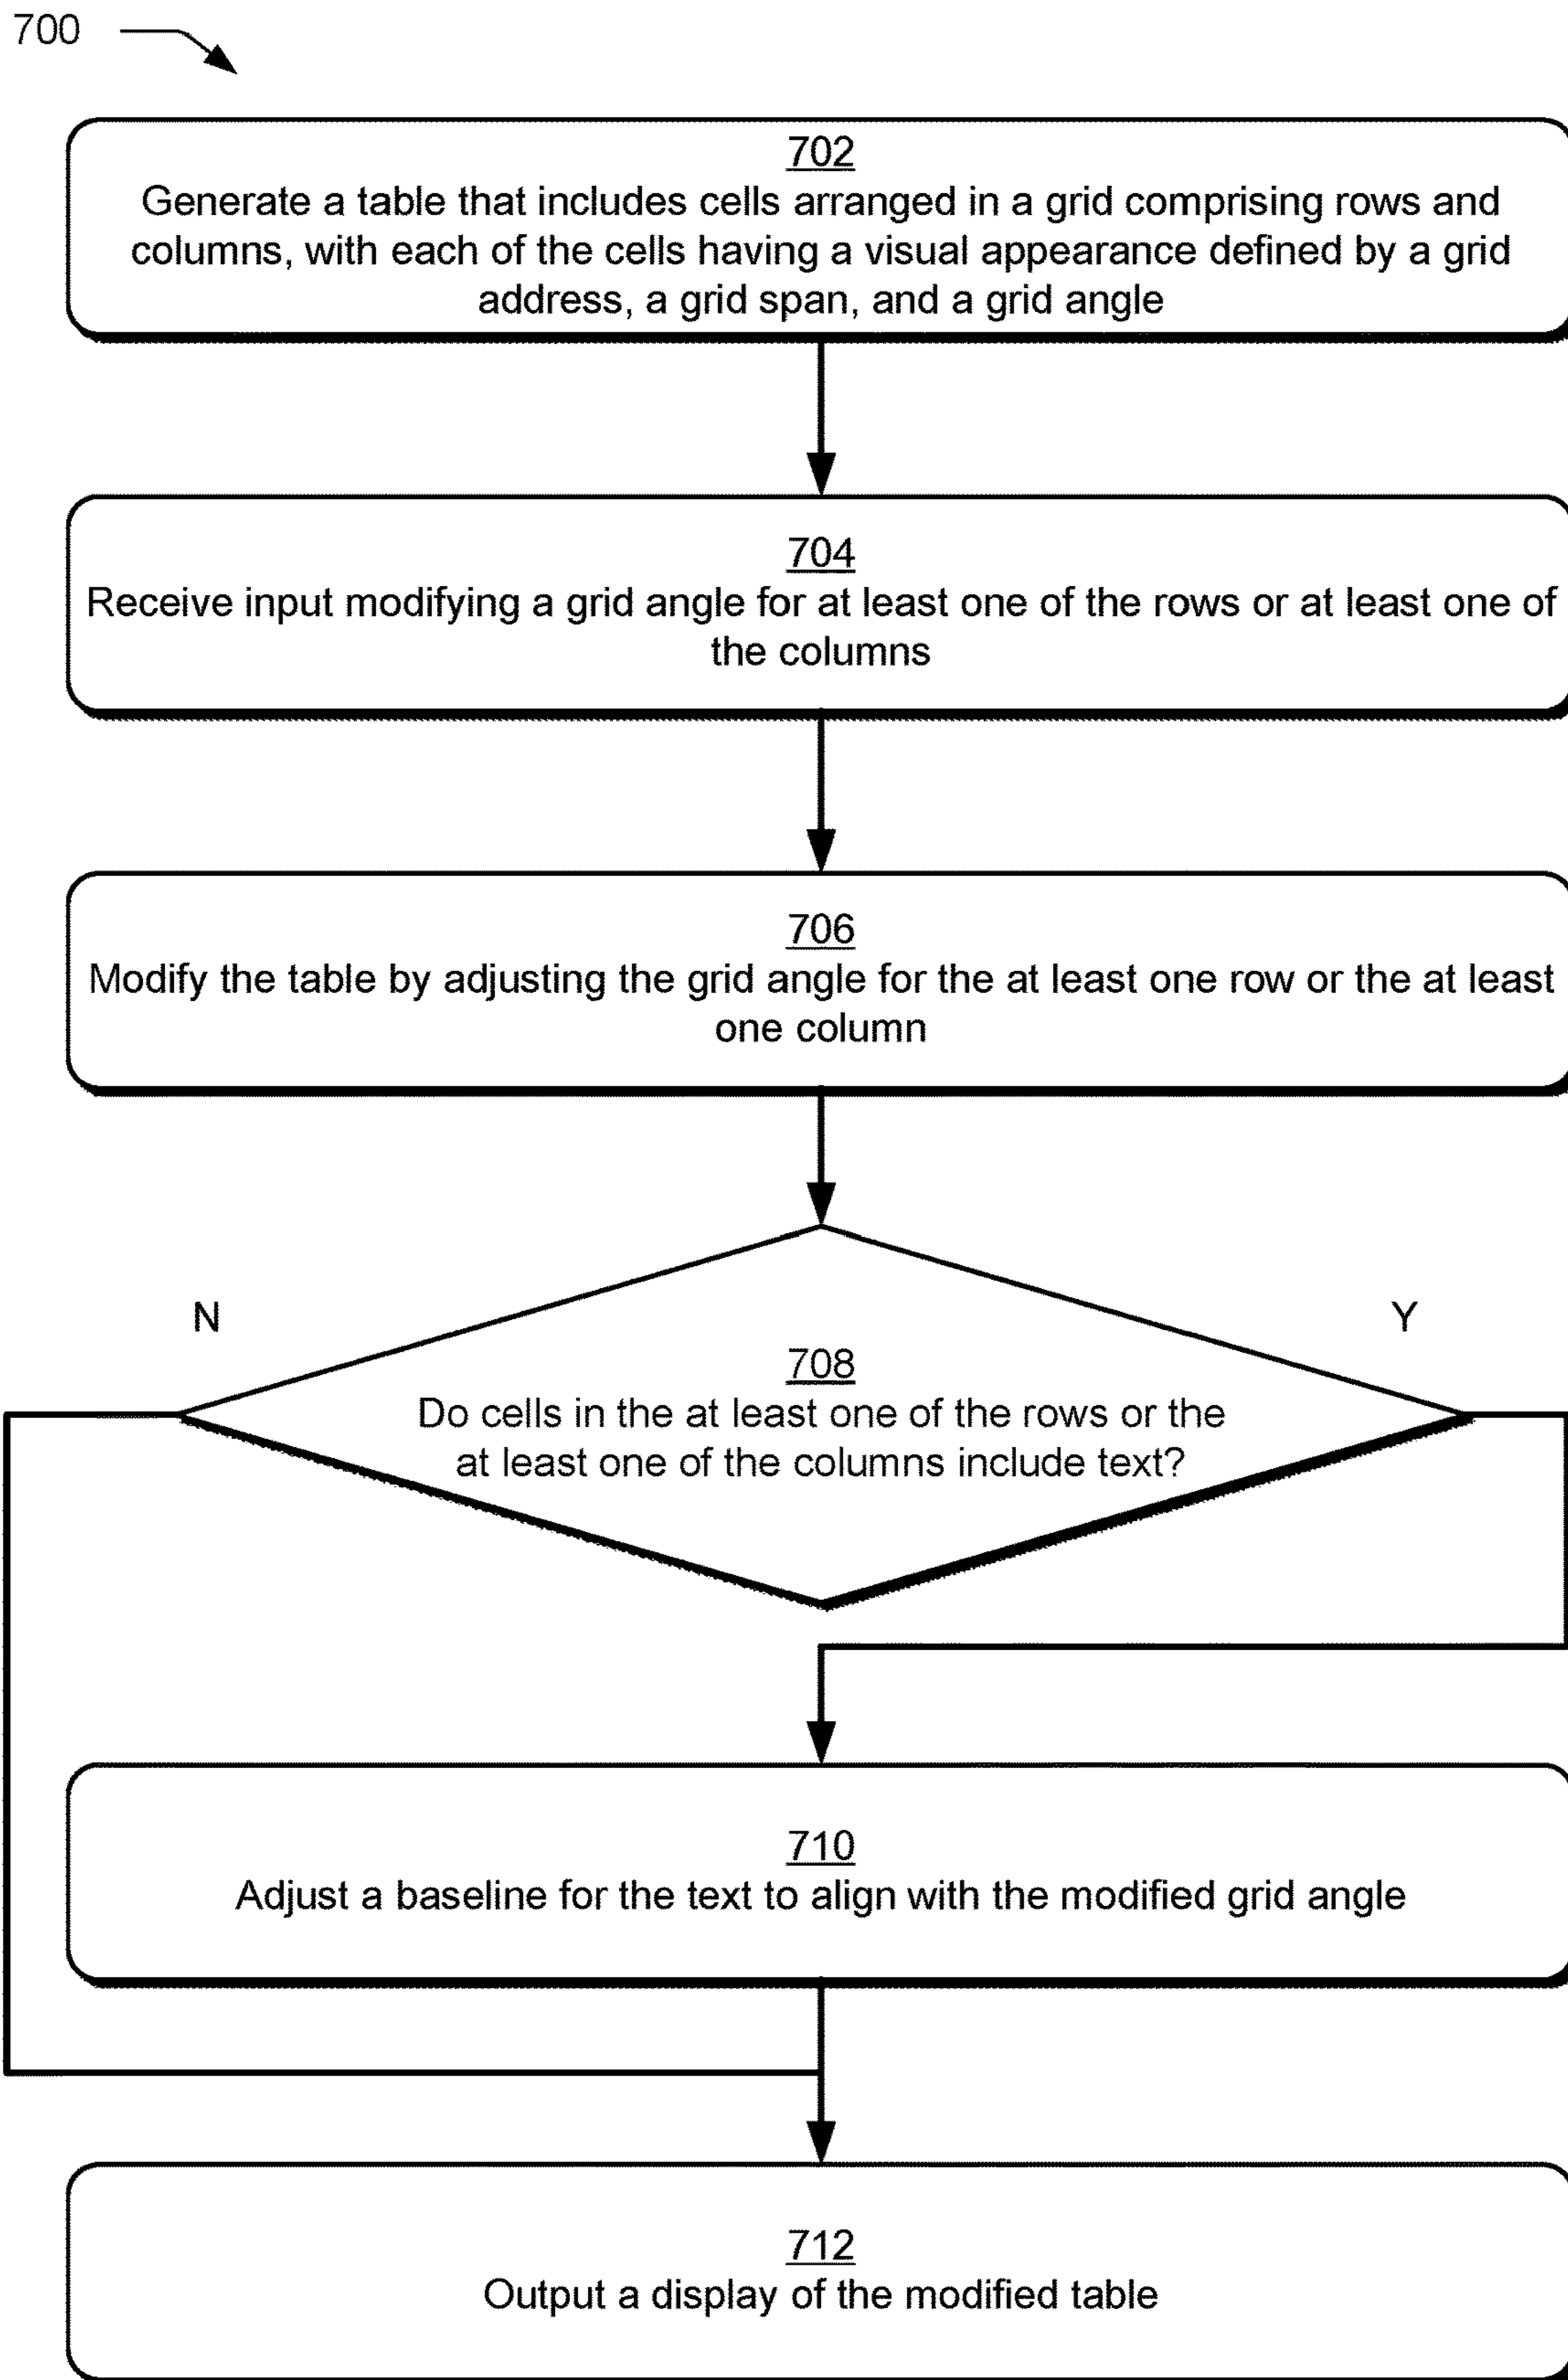 700
702
Generate a table that includes cells arranged in a grid comprising rows and
columns, with each of the cells having a visual appearance defined by a grid
address, a grid span, and a grid angle
704
Receive input modifying a grid angle for at least one of the rows or at least one of
the columns
706
Modify the table by adjusting the grid angle for the at least one row or the at least
one column
N
Y
708
Do cells in the at least one of the rows or the
at least one of the columns include text?
710
Adjust a baseline for the text to align with the modified grid angle
712
Output a display of the modified table